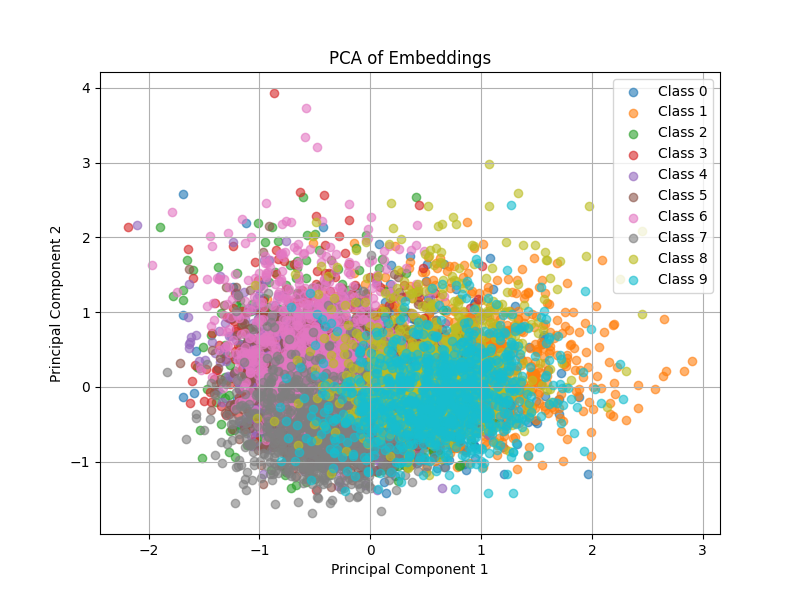 PCA of Embeddings
Principal Component 2
4
3
2
1
0
−1
−2
−1
0
1
2
3
Principal Component 1
Class 0
Class 1
Class 2
Class 3
Class 4
Class 5
Class 6
Class 7
Class 8
Class 9